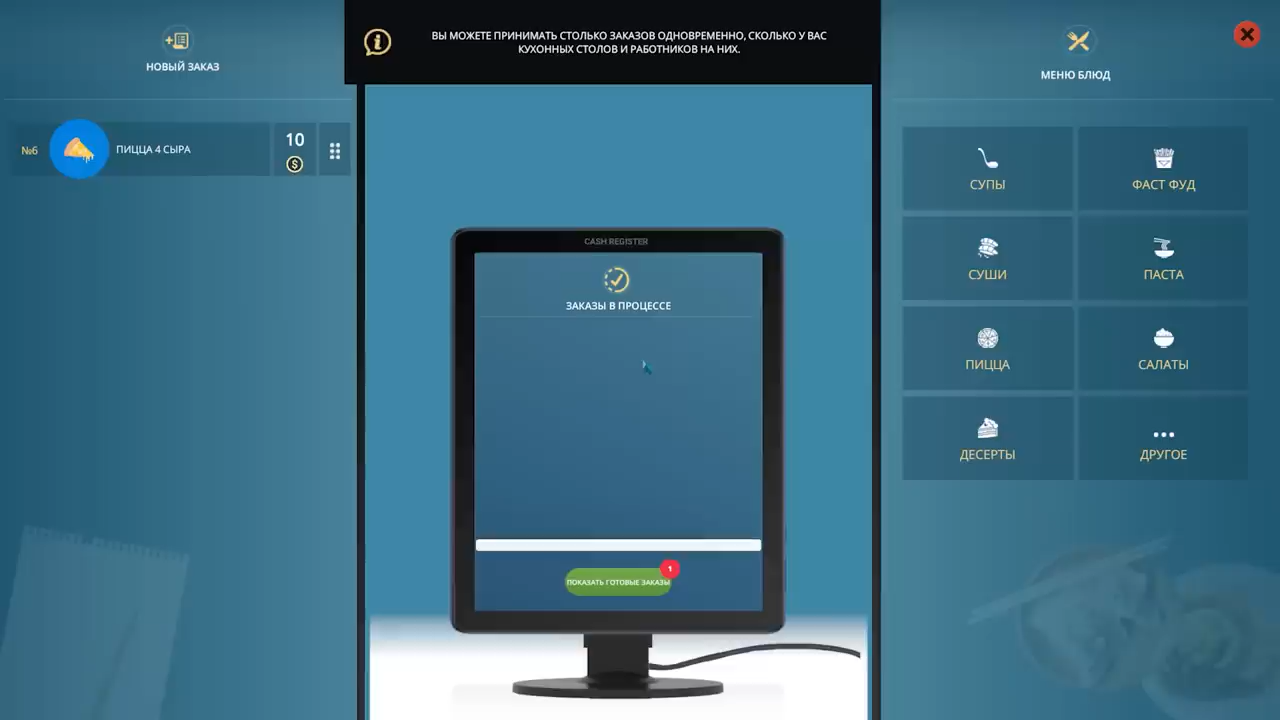 НОВЫЙ ЗАКАЗ
№6
ПИЦЦА 4 СЫРА
10
ВЫ МОЖЕТЕ ПРИНИМАТЬ СТОЛЬКО ЗАКАЗОВ ОДНОВРЕМЕННО, СКОЛЬКО У ВАС
КУХОННЫХ СТОЛОВ И РАБОТНИКОВ НА НИХ.
CASH REGISTER
ЗАКАЗЫ В ПРОЦЕССЕ
1
ПОКАЗАТЬ ГОТОВЫЕ ЗАКАЗЫ
МЕНЮ БЛЮД
СУПЫ
ФАСТ ФУД
СУШИ
ПАСТА
ПИЦЦА
САЛАТЫ
ДЕСЕРТЫ
ДРУГОЕ